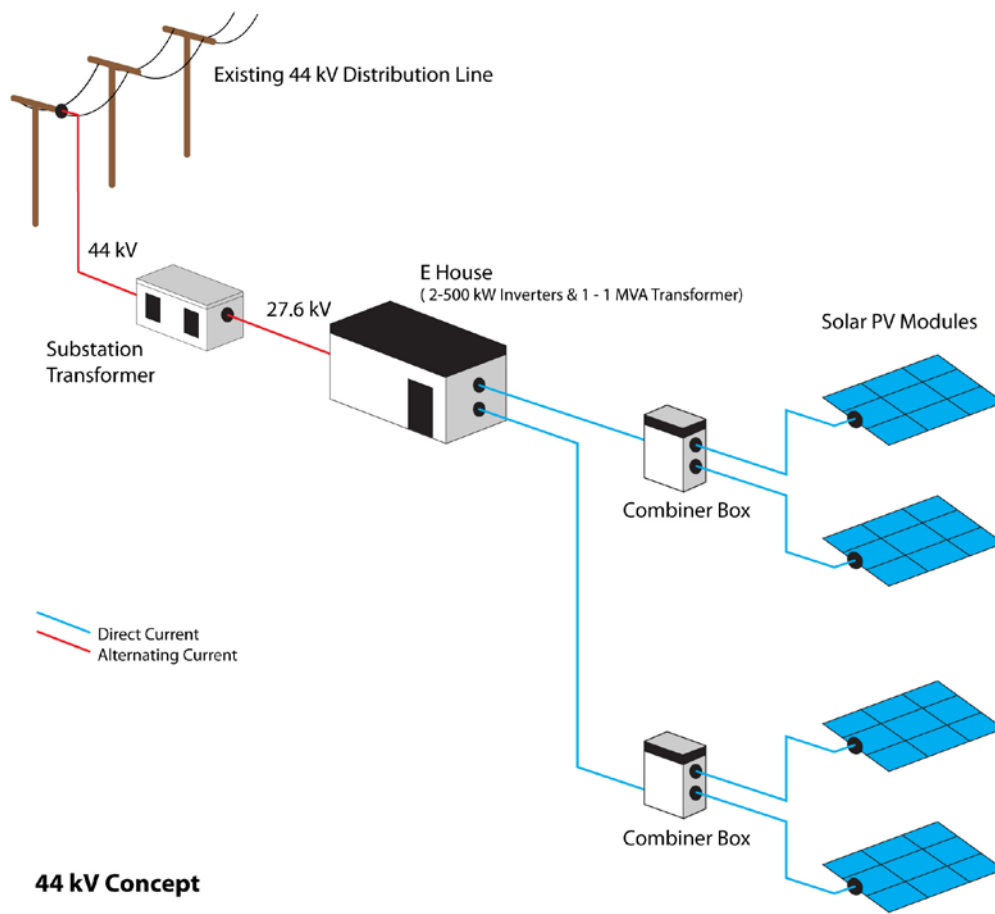 Existing 44 kV Distribution Line
44 kV
E House
( 2-500 kW Inverters & 1 - 1 MVA Transformer)
27.6 kV
Solar PV Modules
Substation
Transformer
Combiner Box
Direct Current
Alternating Current
Combiner Box
44 kV Concept